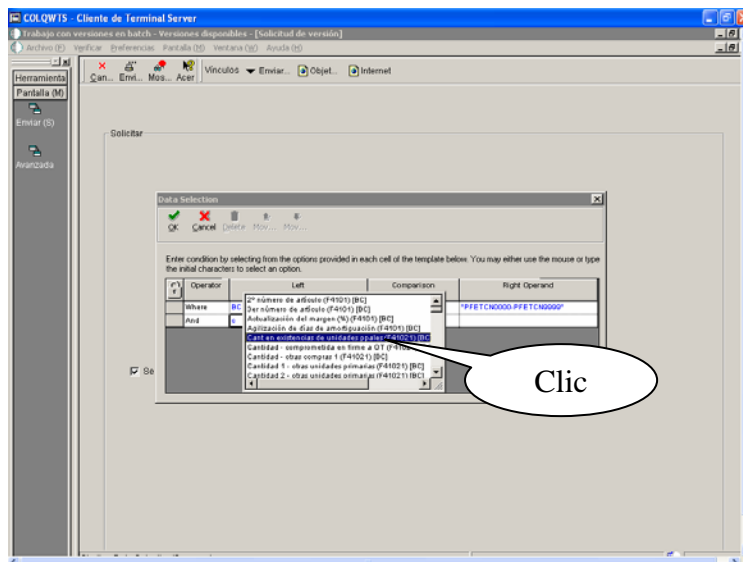 COLQWTS - Cliente de Terminal Server
Trabajo con versiones en batch - Versiones disponibles - [Solicitud de versión]
Archivo (F) Verificar Preferencias Pantalla (M) Ventana (W) Ayuda (H)
Herramienta
Can... Envi... Mos... Acer Vínculos Enviar... Objet... Internet
Pantalla (M)
Enviar (S)
Avanzada
Solicitar
Data Selection
OK Cancel Delete Mov... Mov...
Enter condition by selecting from the options provided in each cell of the template below. You may either use the mouse or type
the initial characters to select an option.
Operator Left Comparison Right Operand
Where BC "PFETCN0000-PFETCN9999"
And c
2º número de artículo (F4101) [BC]
3er número de artículo (F4101) [BC]
Actualización del margen (%) (F4101) [BC]
Agilización de días de amortiguación (F4101) [BC]
Cant en existencias de unidades ppales (F41021) [BC
Cantidad - comprometida en firme a OT (F41021)
Cantidad - otras compras 1 (F41021) [BC]
Cantidad 1 - otras unidades primarias (F41021) [BC]
Cantidad 2 - otras unidades primarias (F41021) [BC]
Se
Clic